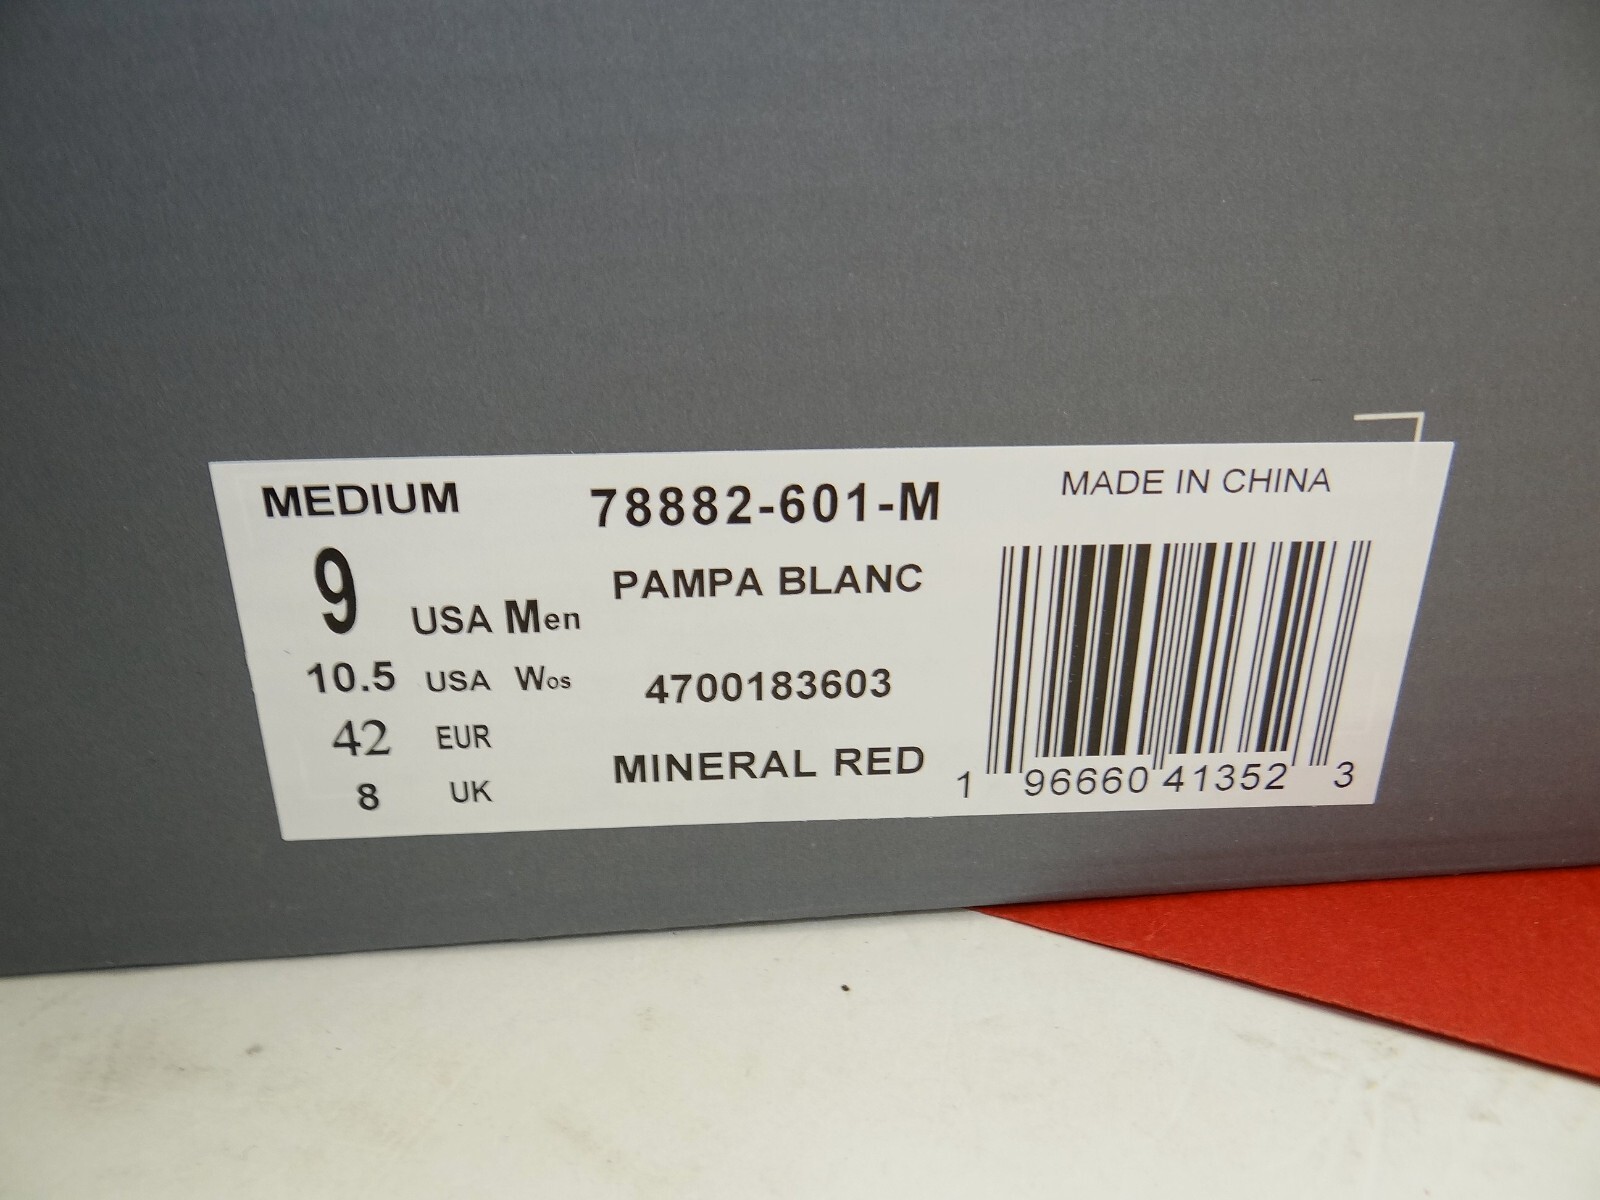 MEDIUM 78882-601-M MADE IN CHINA
9 USA Men PAMPA BLANC
10.5 USA Wos 4700183603
42 EUR MINERAL RED
8 UK
1 96660 41352 3